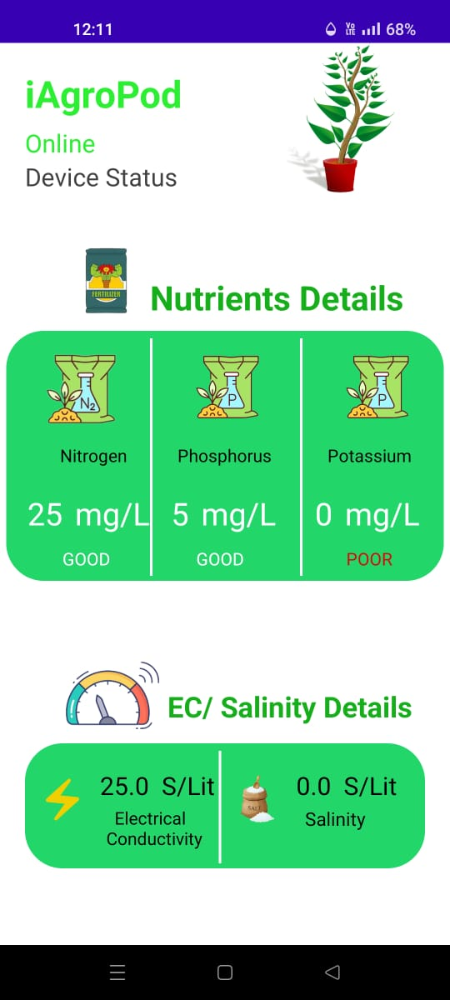 12:11
Vo LTE 68%
iAgroPod
Online
Device Status
FERTILIZER
Nutrients Details
N2
P
P
Nitrogen
Phosphorus
Potassium
25 mg/L
5 mg/L
0 mg/L
GOOD
GOOD
POOR
EC/ Salinity Details
25.0 S/Lit
Electrical
Conductivity
SALT
0.0 S/Lit
Salinity